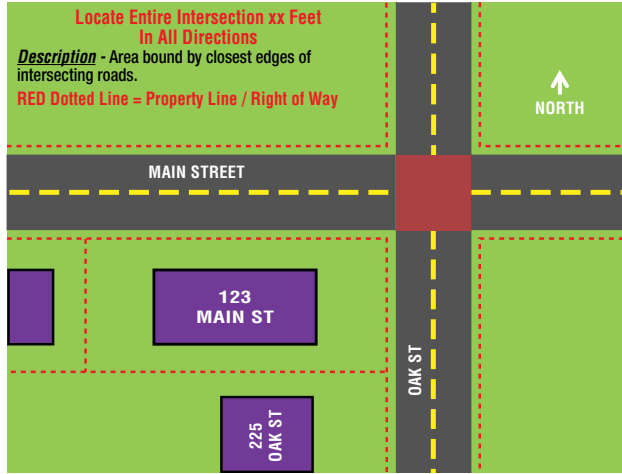 Locate Entire Intersection xx Feet
In All Directions
Description - Area bound by closest edges of
intersecting roads.
RED Dotted Line = Property Line / Right of Way
NORTH
MAIN STREET
123
MAIN ST
OAK ST
225
OAK ST